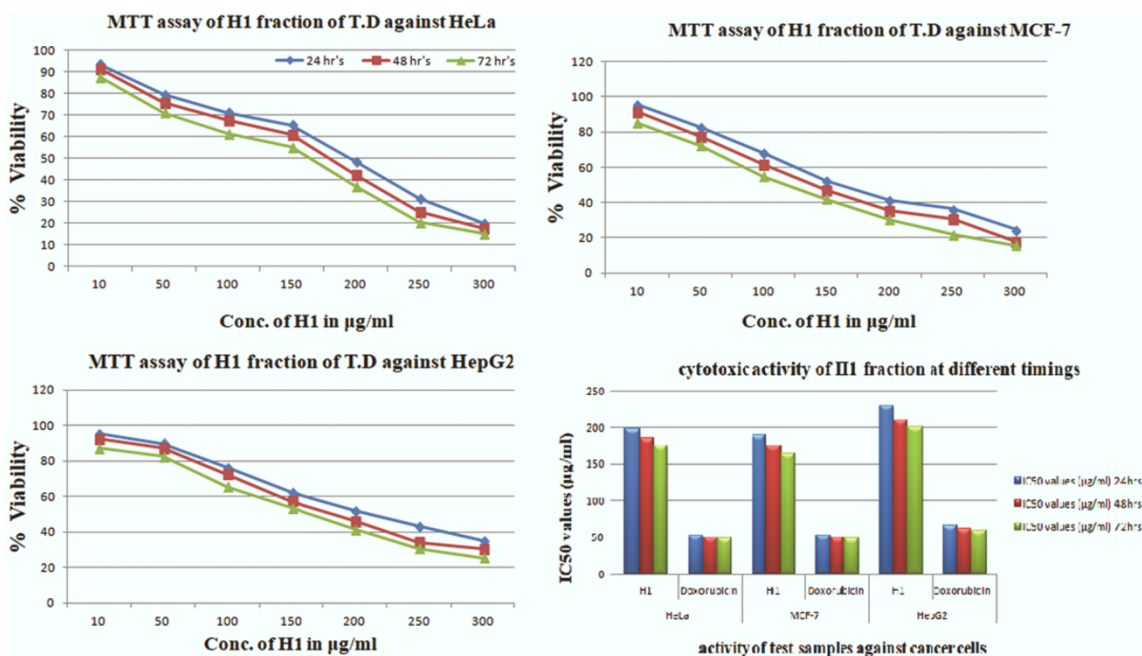 MTT assay of H1 fraction of T.D against HeLa
24 hr's 48 hr's 72 hr's
% Viability
100
90
80
70
60
50
40
30
20
10
0
10 50 100 150 200 250 300
Conc. of H1 in µg/ml
MTT assay of H1 fraction of T.D against MCF-7
% Viability
120
100
80
60
40
20
0
10 50 100 150 200 250 300
Conc. of H1 in µg/ml
MTT assay of H1 fraction of T.D against HepG2
% Viability
120
100
80
60
40
20
0
10 50 100 150 200 250 300
Conc. of H1 in µg/ml
cytotoxic activity of H1 fraction at different timings
IC50 values (µg/ml)
250
200
150
100
50
0
H1 Doxorubicin H1 Doxorubicin H1 Doxorubicin
HeLa MCF-7 HepG2
IC50 values (µg/ml) 24hrs
IC50 values (µg/ml) 48hrs
IC50 values (µg/ml) 72hrs
activity of test samples against cancer cells